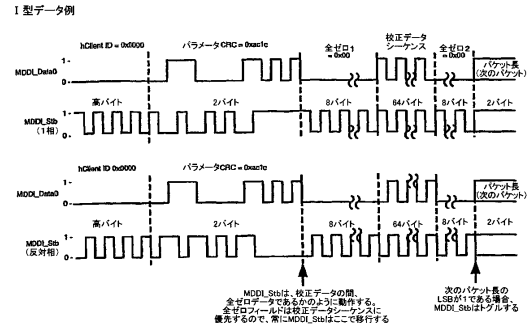 I 型データ例
hClient ID = 0x0000
パラメータCRC = 0xac1c
全ゼロ1
= 0x00
校正データ
シーケンス
全ゼロ2
= 0x00
MDDI_Data0
1 -
0 -
パケット長
(次のパケット)
高バイト
2バイト
8バイト
64バイト
8バイト
2バイト
MDDI_Stb
(1相)
1 -
0 -
hClient ID 0x0000
パラメータCRC = 0xac1c
MDDI_Data0
1 -
0 -
パケット長
(次のパケット)
高バイト
2バイト
8バイト
64バイト
8バイト
2バイト
MDDI_Stb
(反対相)
1 -
0 -
MDDI_Stbは、校正データの間、
全ゼロデータであるかのように動作する。
全ゼロフィールドは校正データシーケンスに
優先するので、常にMDDI_Stbはここで移行する
次のパケット長の
LSBが1である場合、
MDDI_Stbはトグルする